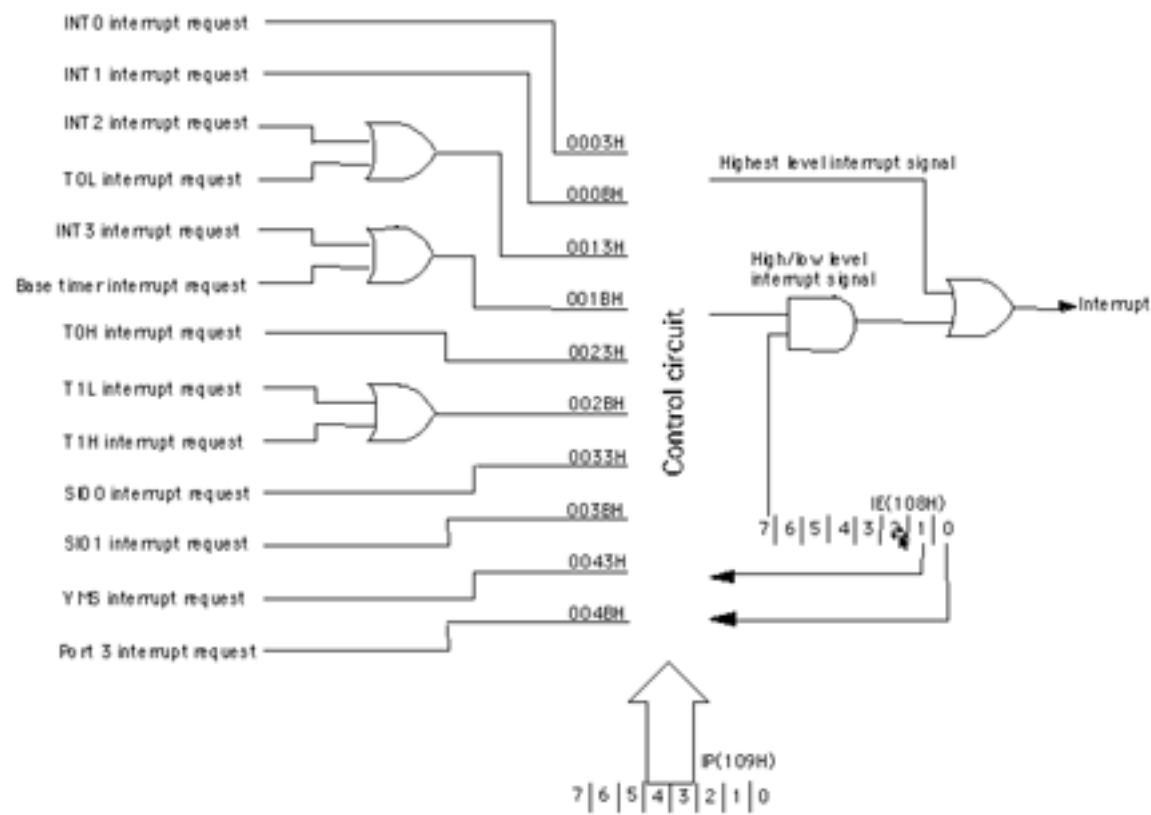 INT0 interrupt request
INT1 interrupt request
INT2 interrupt request
T0L interrupt request
INT3 interrupt request
Base timer interrupt request
T0H interrupt request
T1L interrupt request
T1H interrupt request
SIO0 interrupt request
SIO1 interrupt request
VMS interrupt request
Port 3 interrupt request
0003H
000BH
0013H
001BH
0023H
002BH
0033H
003BH
0043H
004BH
Control circuit
Highest level interrupt signal
High/low level
interrupt signal
Interrupt
IE(108H)
7 6 5 4 3 2 1 0
IP(109H)
7 6 5 4 3 2 1 0